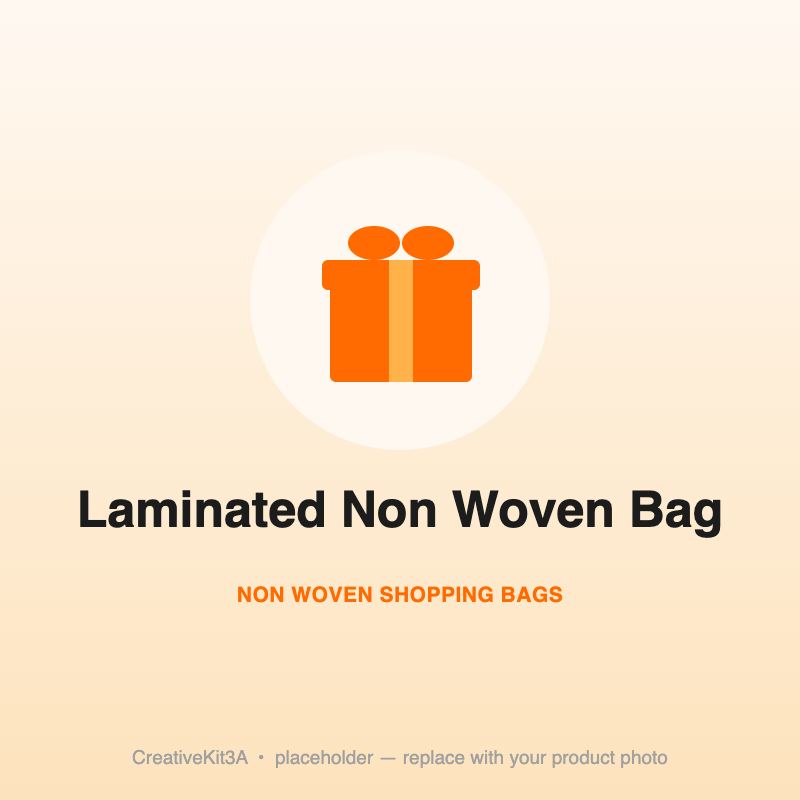 Laminated Non Woven Bag
NON WOVEN SHOPPING BAGS
CreativeKit3A • placeholder — replace with your product photo